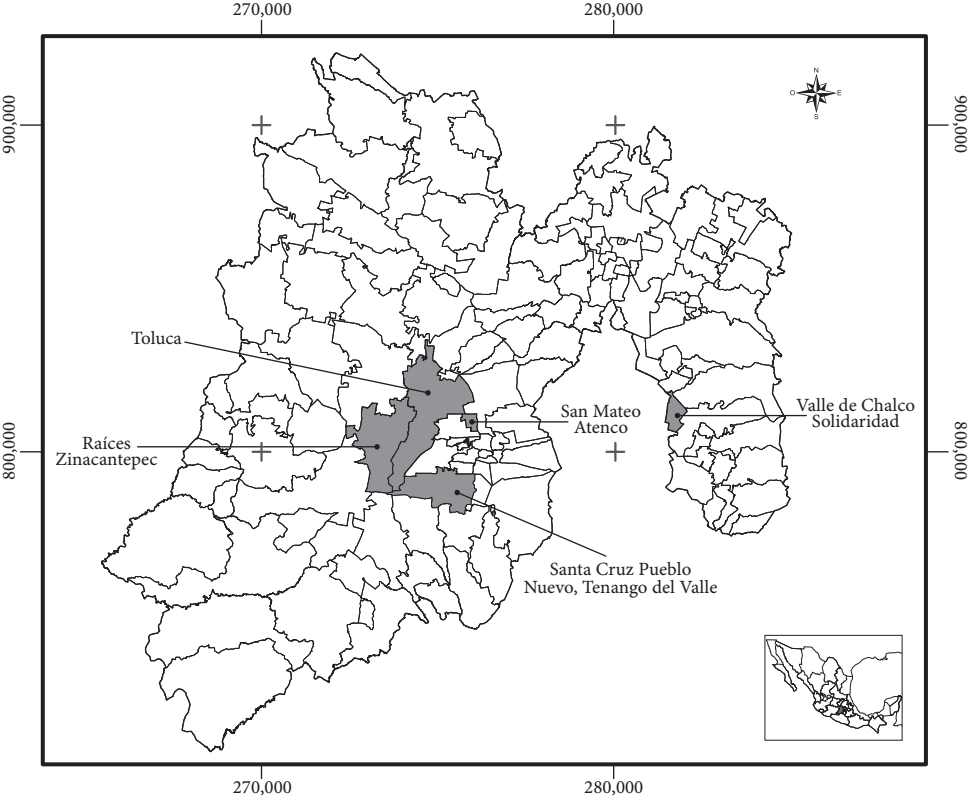 270,000
280,000
N
O
E
S
900,000
900,000
Toluca
San Mateo
Atenco
Valle de Chalco
Solidaridad
Raíces
Zinacantepec
800,000
800,000
Santa Cruz Pueblo
Nuevo, Tenango del Valle
270,000
280,000